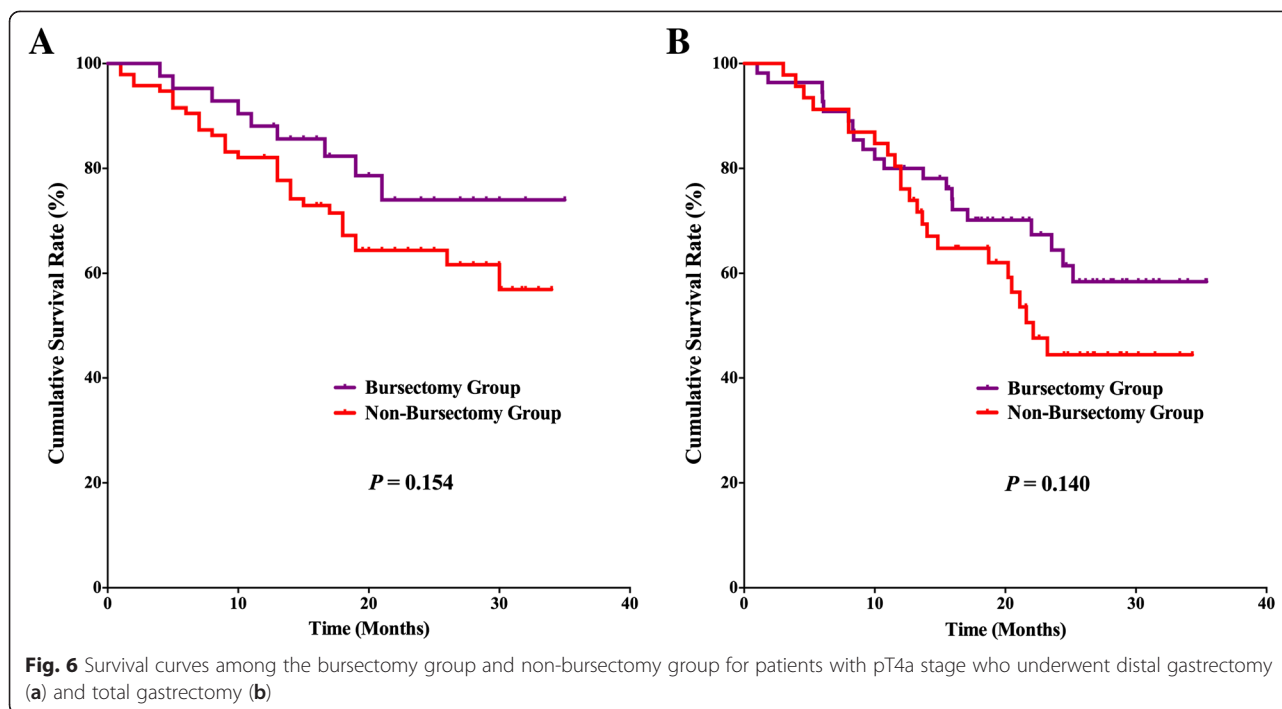 A
Cumulative Survival Rate (%)
100
80
60
40
20
0
0 10 20 30 40
Time (Months)
Bursectomy Group
Non-Bursectomy Group
P = 0.154
B
Cumulative Survival Rate (%)
100
80
60
40
20
0
0 10 20 30 40
Time (Months)
Bursectomy Group
Non-Bursectomy Group
P = 0.140
Fig. 6 Survival curves among the bursectomy group and non-bursectomy group for patients with pT4a stage who underwent distal gastrectomy
(a) and total gastrectomy (b)